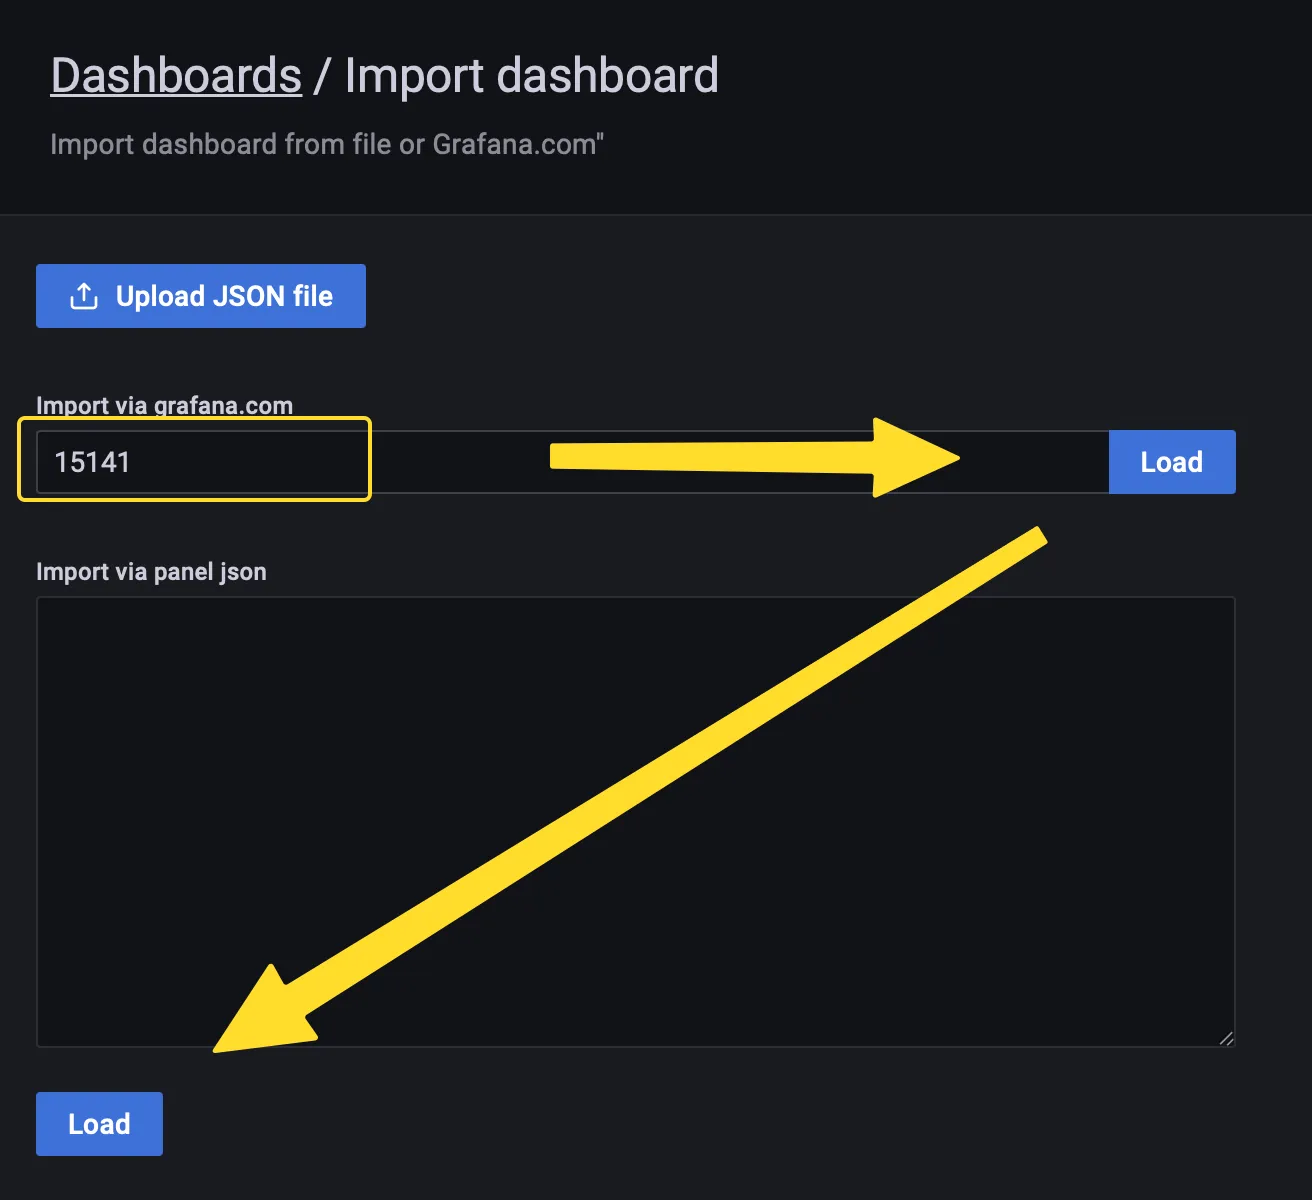 Dashboards / Import dashboard
Import dashboard from file or Grafana.com"
Upload JSON file
Import via grafana.com
15141
Load
Import via panel json
Load